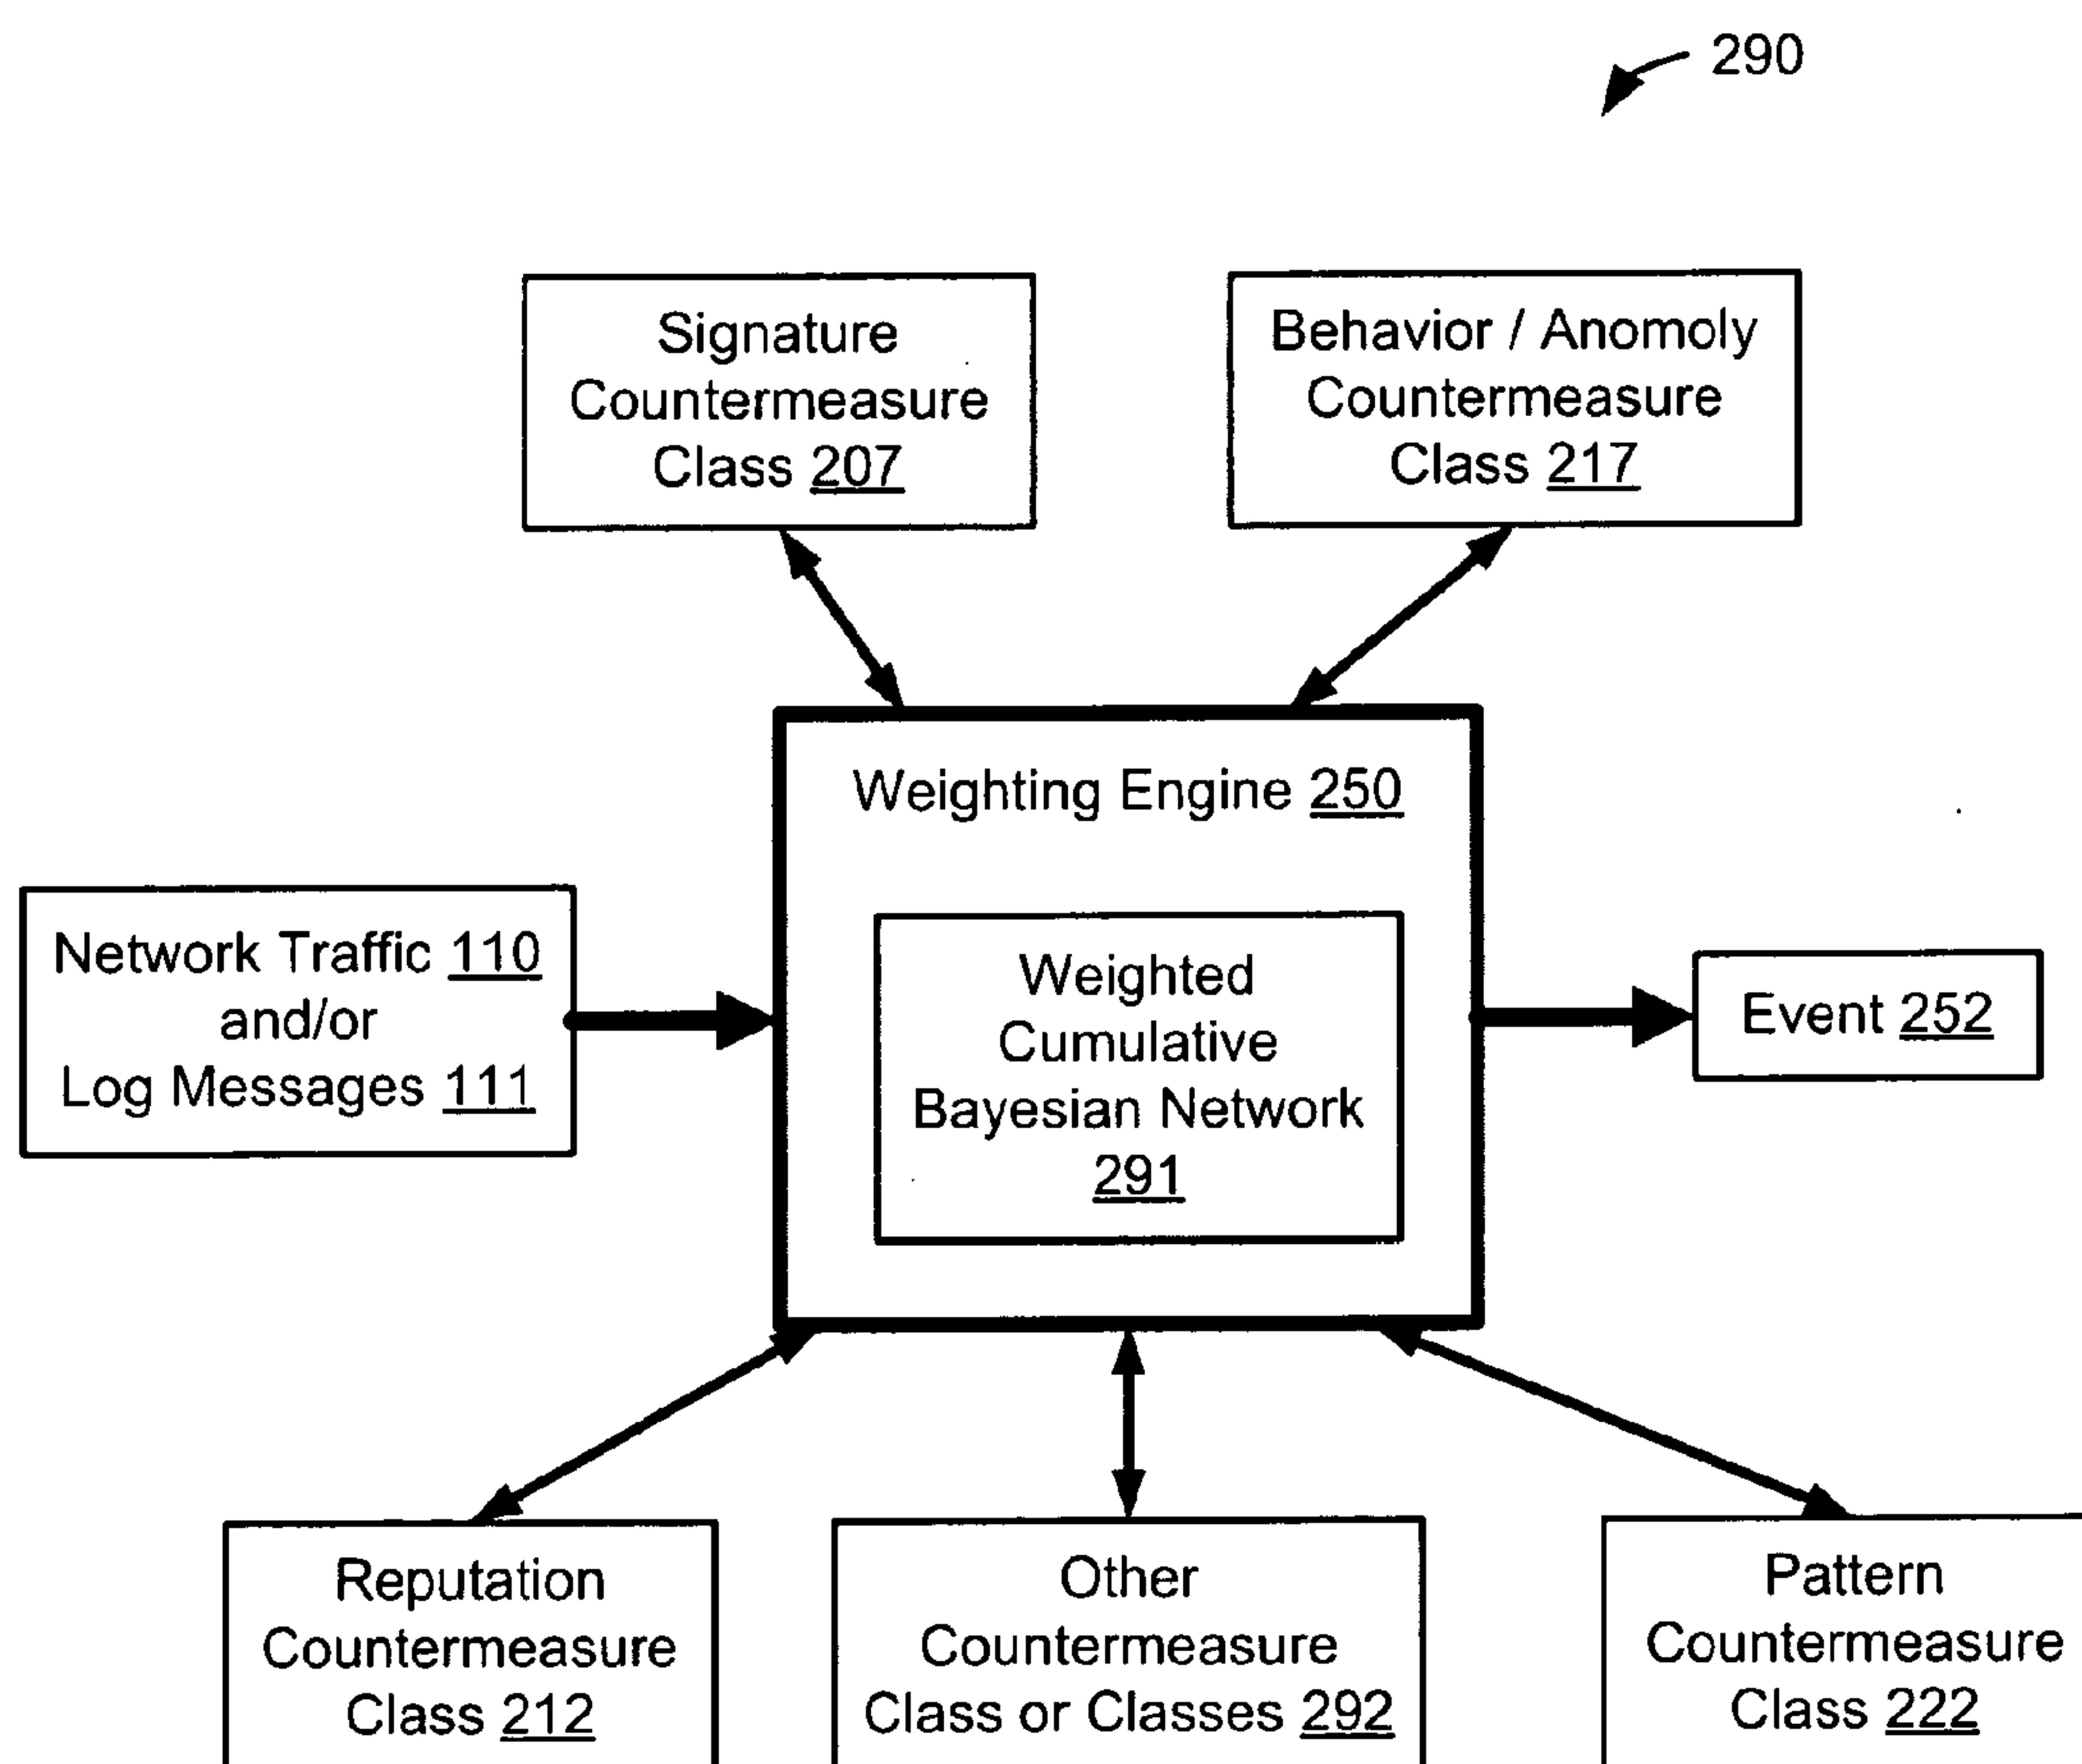 290
Signature
Countermeasure
Class 207
Behavior / Anomoly
Countermeasure
Class 217
Weighting Engine 250
Network Traffic 110
and/or
Log Messages 111
Weighted
Cumulative
Bayesian Network
291
Event 252
Reputation
Countermeasure
Class 212
Other
Countermeasure
Class or Classes 292
Pattern
Countermeasure
Class 222